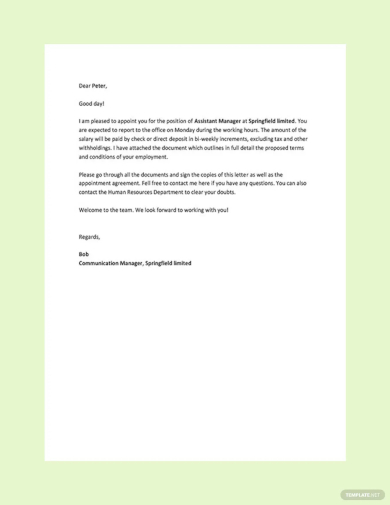 Dear Peter,
Good day!
I am pleased to appoint you for the position of Assistant Manager at Springfield limited. You
are expected to report to the office on Monday during the working hours. The amount of the
salary will be paid by check or direct deposit in bi-weekly increments, excluding tax and other
withholdings. I have attached the document which outlines in full detail the proposed terms
and conditions of your employment.
Please go through all the documents and sign the copies of this letter as well as the
appointment agreement. Fell free to contact me here if you have any questions. You can also
contact the Human Resources Department to clear your doubts.
Welcome to the team. We look forward to working with you!
Regards,
Bob
Communication Manager, Springfield limited
TEMPLATE.NET